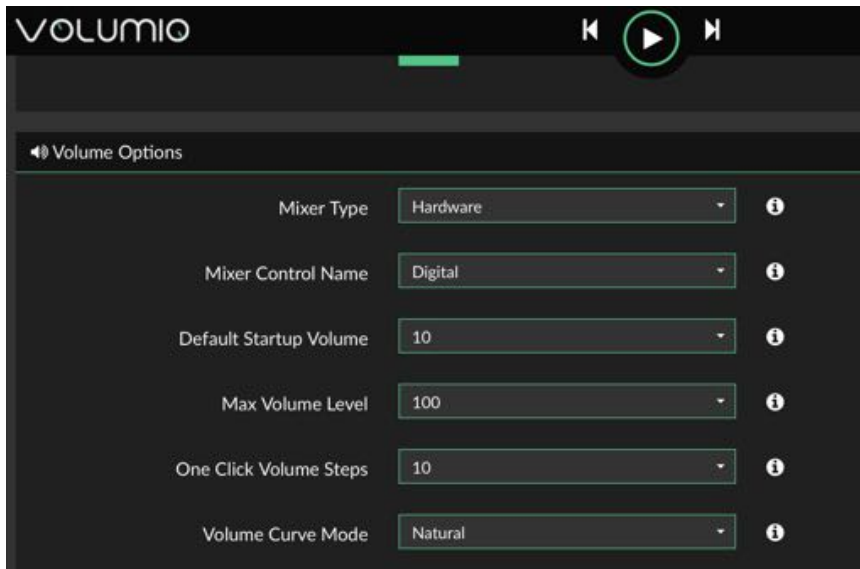 VOLUMIO
Volume Options
Mixer Type Hardware
Mixer Control Name Digital
Default Startup Volume 10
Max Volume Level 100
One Click Volume Steps 10
Volume Curve Mode Natural